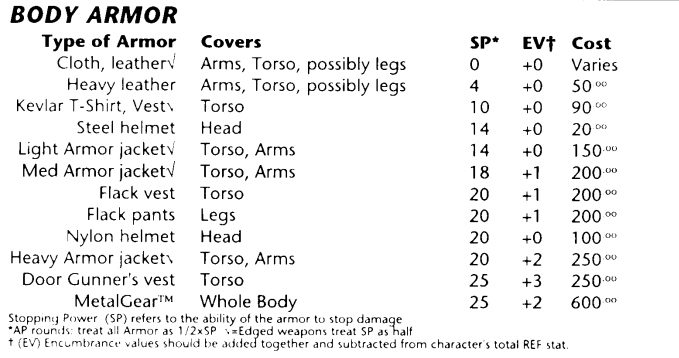 BODY ARMOR
Type of Armor Covers SP* EV† Cost
Cloth, leather√ Arms, Torso, possibly legs 0 +0 Varies
Heavy leather Arms, Torso, possibly legs 4 +0 50.00
Kevlar T-Shirt, Vest√ Torso 10 +0 90.00
Steel helmet Head 14 +0 20.00
Light Armor jacket√ Torso, Arms 14 +0 150.00
Med Armor jacket√ Torso, Arms 18 +1 200.00
Flack vest Torso 20 +1 200.00
Flack pants Legs 20 +1 200.00
Nylon helmet Head 20 +0 100.00
Heavy Armor jacket√ Torso, Arms 20 +2 250.00
Door Gunner's vest Torso 25 +3 250.00
MetalGear™ Whole Body 25 +2 600.00
Stopping Power (SP) refers to the ability of the armor to stop damage
*AP rounds: treat all Armor as 1/2xSP √=Edged weapons treat SP as half
† (EV) Encumbrance values should be added together and subtracted from character's total REF stat.